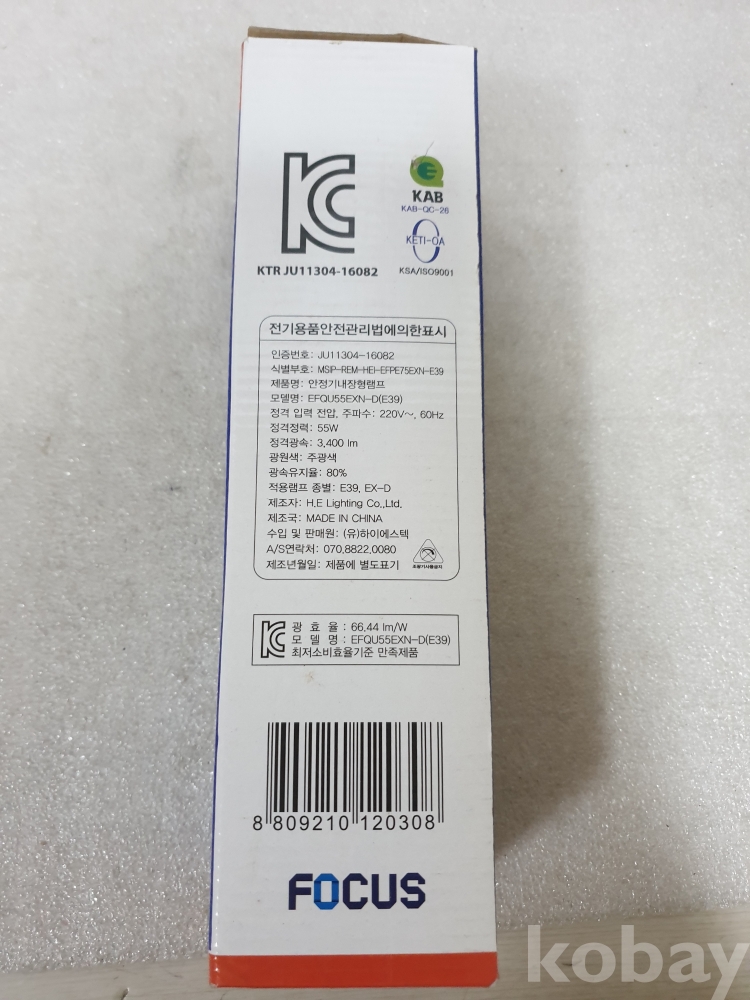 KC
KTR JU11304-16082
KAB
KAB-QC-26
KETI-OA
KSA/ISO9001
전기용품안전관리법에의한표시
인증번호: JU11304-16082
식별부호: MSIP-REM-HEI-EFPE75EXN-E39
제품명: 안정기내장형램프
모델명: EFQU55EXN-D(E39)
정격 입력 전압, 주파수: 220V~, 60Hz
정격정력: 55W
정격광속: 3,400 lm
광원색: 주광색
광속유지율: 80%
적용램프 종별: E39, EX-D
제조자: H.E Lighting Co.,Ltd.
제조국: MADE IN CHINA
수입 및 판매원: (유)하이에스텍
A/S연락처: 070.8822.0080
제조년월일: 제품에 별도표기
KC
광 효 율 : 66.44 lm/W
모 델 명 : EFQU55EXN-D(E39)
최저소비효율기준 만족제품
8 809210 120308
FOCUS
kobay